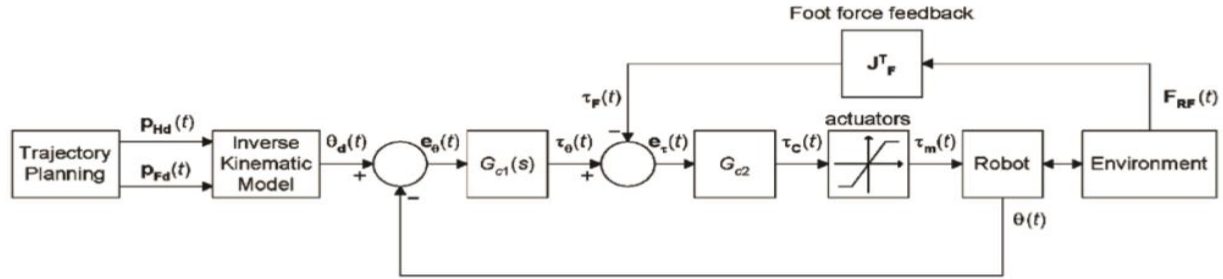 Foot force feedback
J^T_F
τ_F(t)
F_RF(t)
−
actuators
p_Hd(t)
θ_d(t)
e_θ(t)
τ_θ(t)
e_τ(t)
τ_C(t)
τ_m(t)
Trajectory
Planning
Inverse
Kinematic
Model
G_c1(s)
G_c2
Robot
Environment
p_Fd(t)
+
−
+
θ(t)